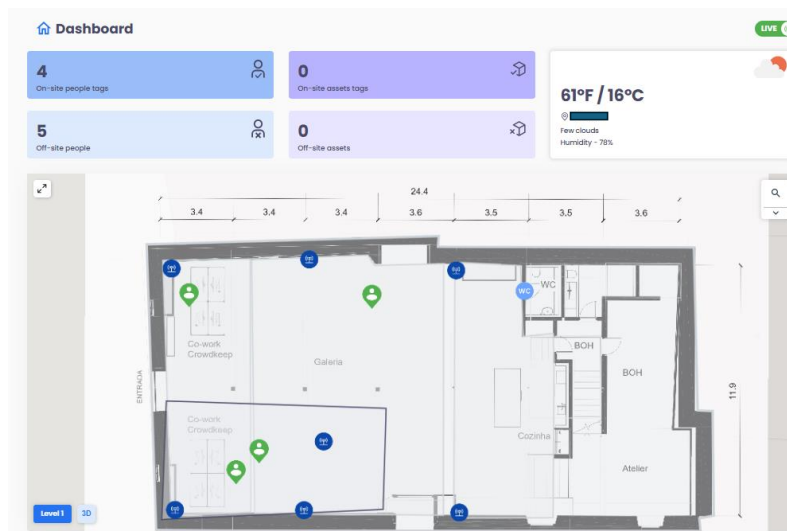 Dashboard
LIVE
4
On-site people tags
0
On-site assets tags
5
Off-site people
0
Off-site assets
61°F / 16°C
Few clouds
Humidity - 78%
24.4
3.4 3.4 3.4 3.6 3.5 3.5 3.6
WC WC
Co-work
Crowdkeep
Galeria
BOH
BOH
ENTRADA
11.9
Co-work
Crowdkeep
Cozinha
Atelier
Level 1 3D